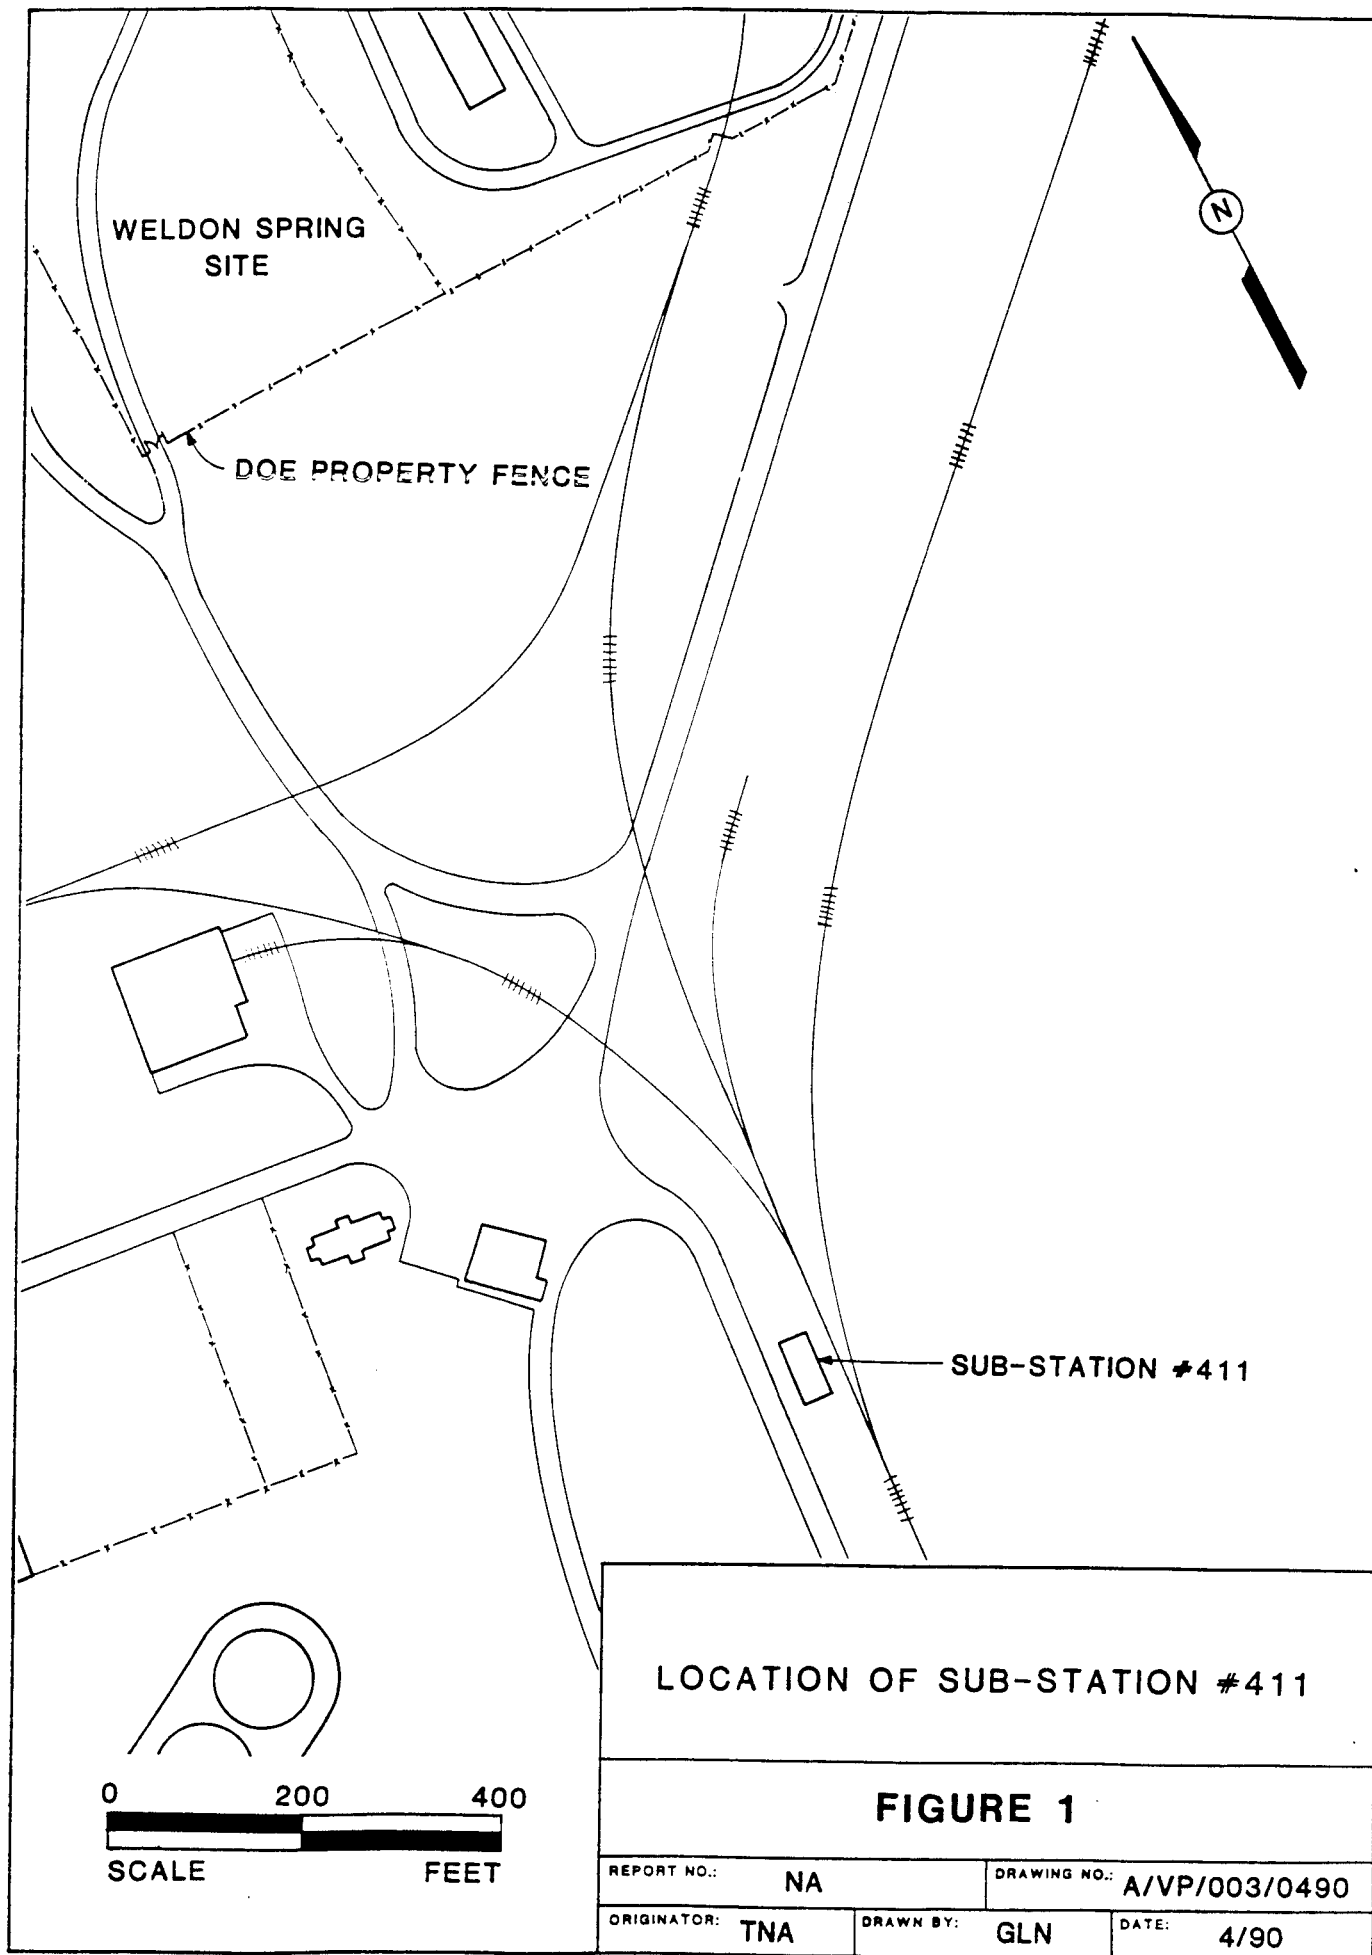 N
WELDON SPRING
SITE
DOE PROPERTY FENCE
SUB-STATION #411
LOCATION OF SUB-STATION #411
FIGURE 1
0 200 400
SCALE FEET
REPORT NO.: NA
DRAWING NO.: A/VP/003/0490
ORIGINATOR: TNA
DRAWN BY: GLN
DATE: 4/90